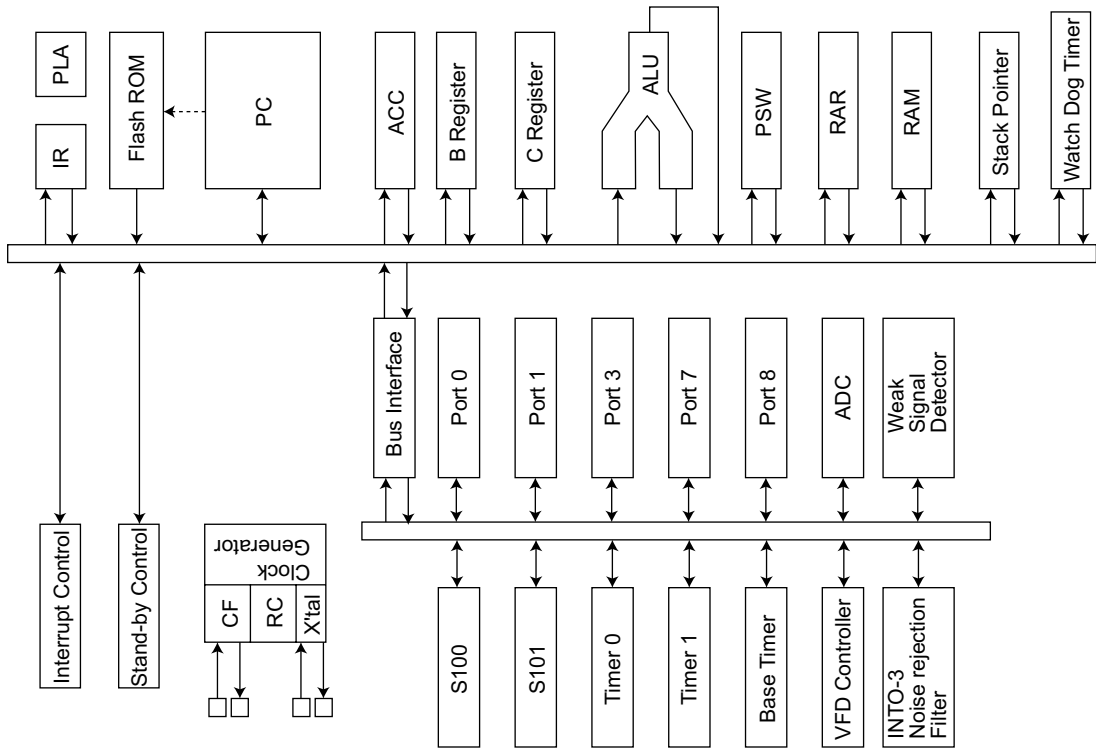 PLA
IR
Flash ROM
PC
ACC
B Register
C Register
ALU
PSW
RAR
RAM
Stack Pointer
Watch Dog Timer
Interrupt Control
Stand-by Control
CF
RC
X'tal
Clock
Generator
Bus Interface
Port 0
Port 1
Port 3
Port 7
Port 8
ADC
Weak
Signal
Detector
S100
S101
Timer 0
Timer 1
Base Timer
VFD Controller
INTO-3
Noise rejection
Filter